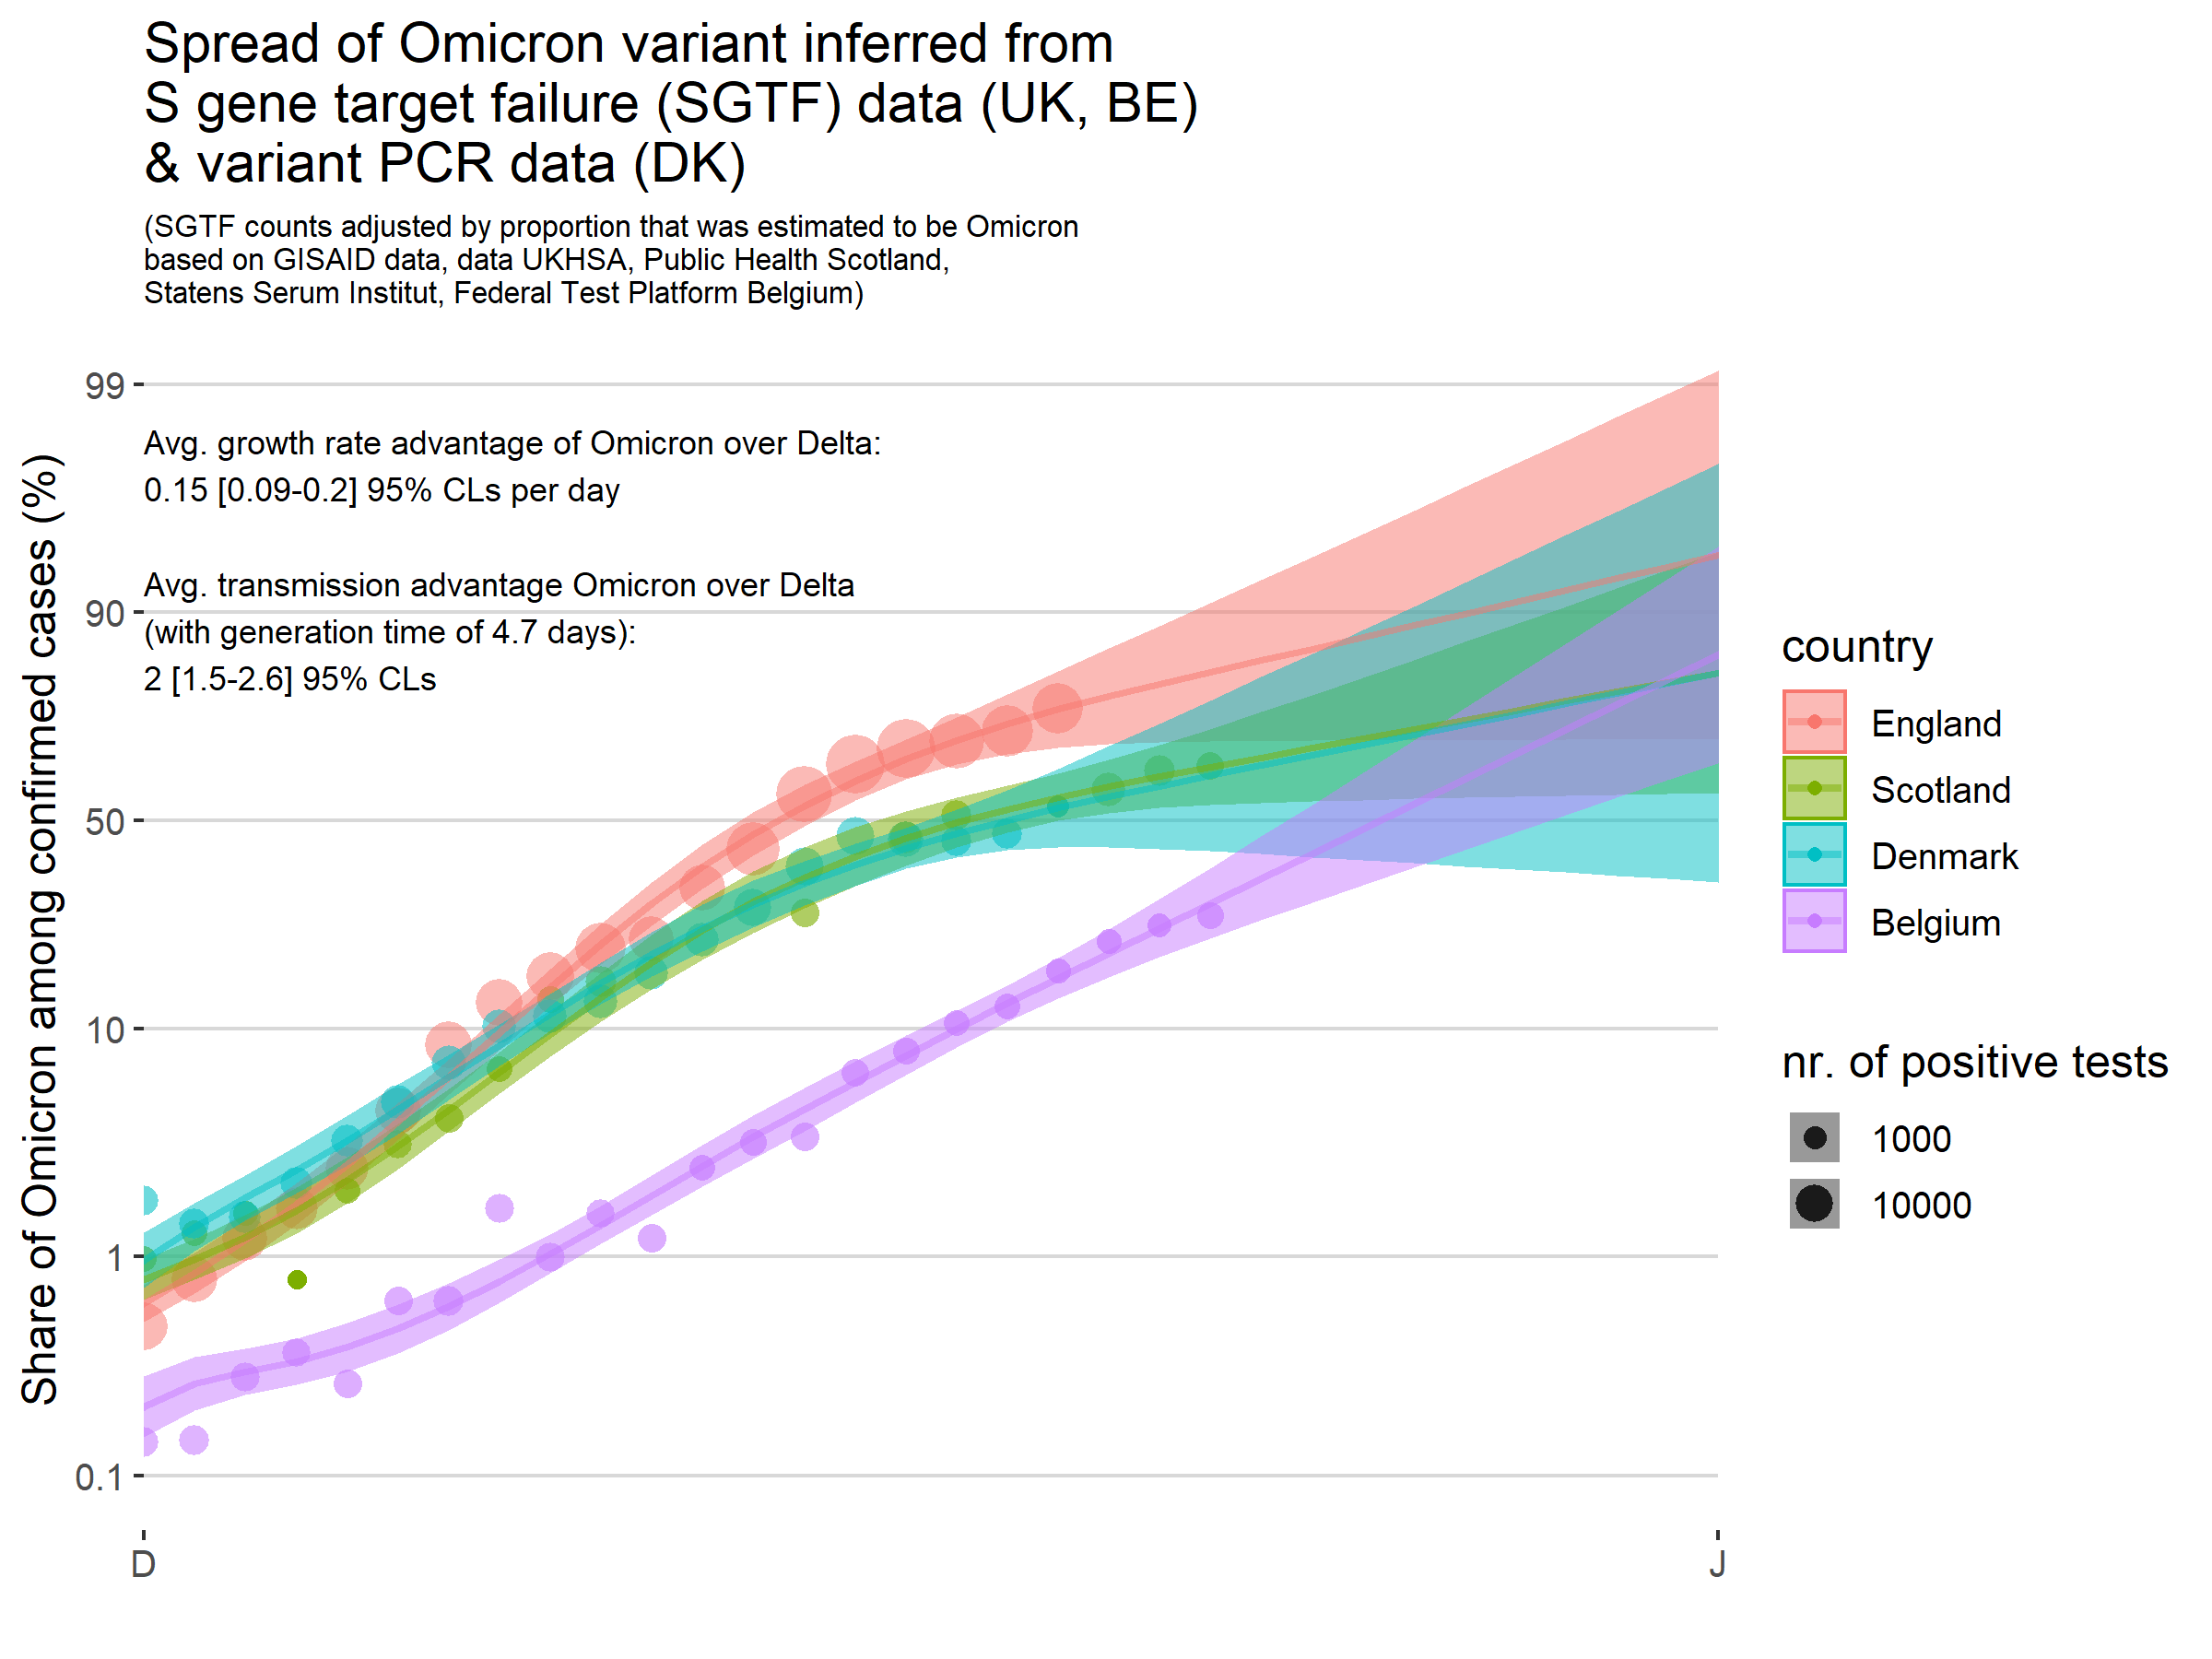 Spread of Omicron variant inferred from
S gene target failure (SGTF) data (UK, BE)
& variant PCR data (DK)
(SGTF counts adjusted by proportion that was estimated to be Omicron
based on GISAID data, data UKHSA, Public Health Scotland,
Statens Serum Institut, Federal Test Platform Belgium)
Share of Omicron among confirmed cases (%)
99
90
50
10
1
0.1
Avg. growth rate advantage of Omicron over Delta:
0.15 [0.09-0.2] 95% CLs per day
Avg. transmission advantage Omicron over Delta
(with generation time of 4.7 days):
2 [1.5-2.6] 95% CLs
D
J
country
England
Scotland
Denmark
Belgium
nr. of positive tests
1000
10000